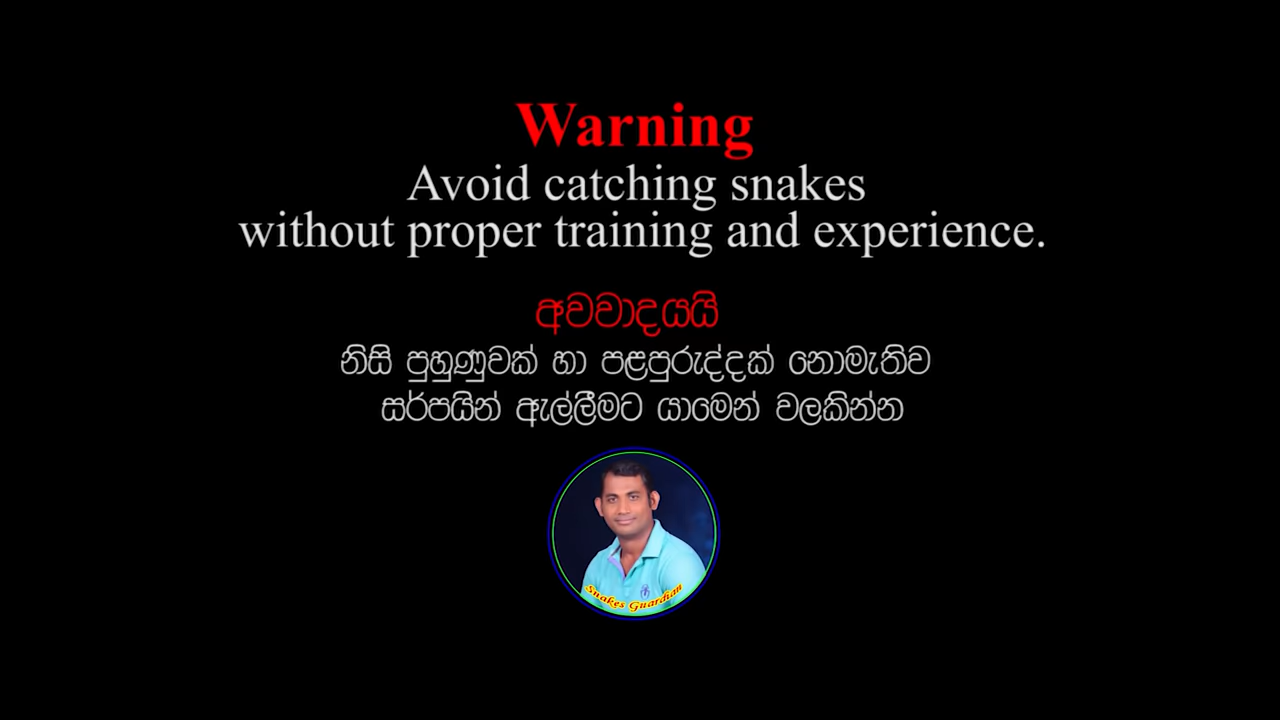 Warning
Avoid catching snakes
without proper training and experience.
අවවාදයයි
නිසි පුහුණුවක් හා පළපුරුද්දක් නොමැතිව
සර්පයින් ඇල්ලීමට යාමෙන් වලකින්න
Snakes Guardian